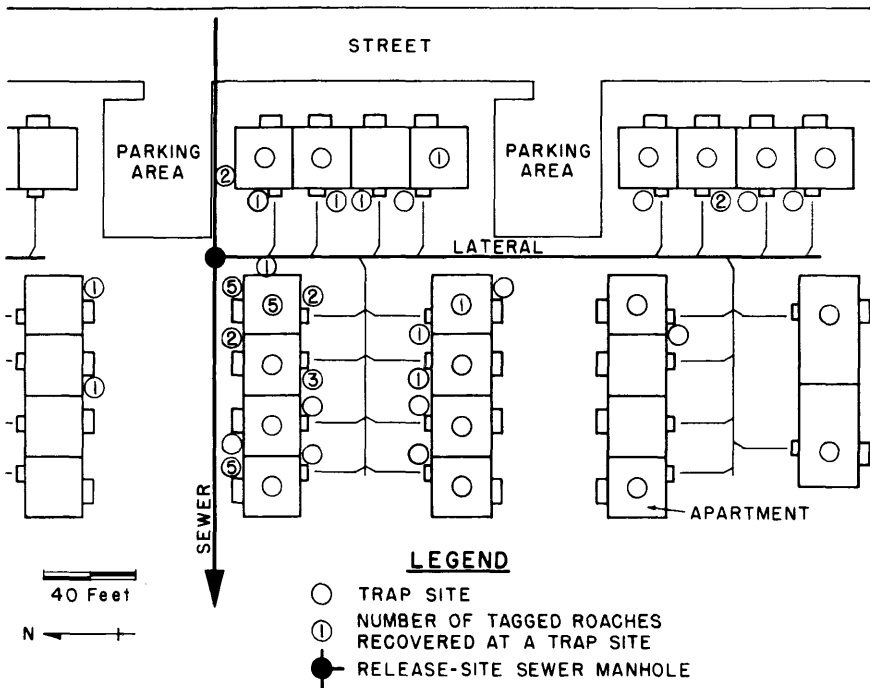 STREET
PARKING
AREA
PARKING
AREA
1
2
1
1
1
2
LATERAL
1
1
5
5
2
1
2
1
1
3
1
5
SEWER
APARTMENT
40 Feet
N
LEGEND
TRAP SITE
1
NUMBER OF TAGGED ROACHES
RECOVERED AT A TRAP SITE
RELEASE-SITE SEWER MANHOLE